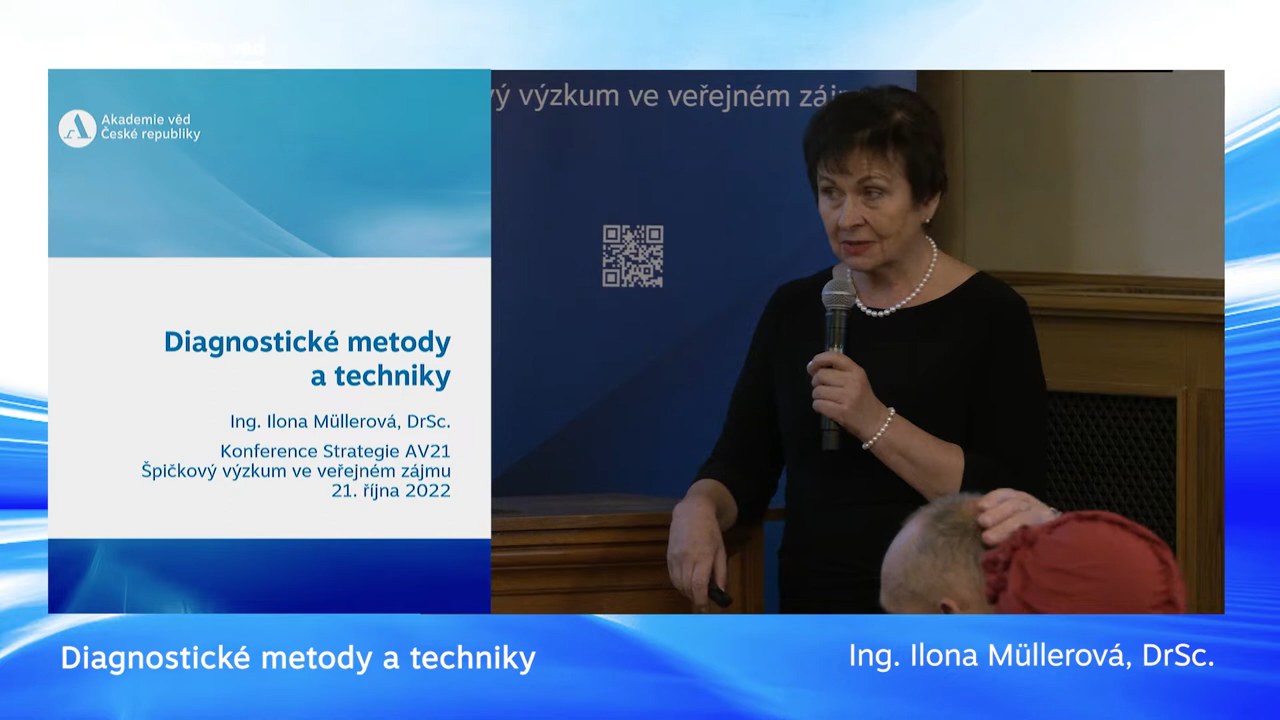 Akademie věd
České republiky
Diagnostické metody
a techniky
Ing. Ilona Müllerová, DrSc.
Konference Strategie AV21
Špičkový výzkum ve veřejném zájmu
21. října 2022
výzkum ve veřejném
Diagnostické metody a techniky
Ing. Ilona Müllerová, DrSc.